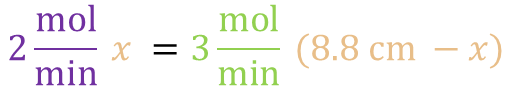 2 mol/min x = 3 mol/min (8.8 cm − x)